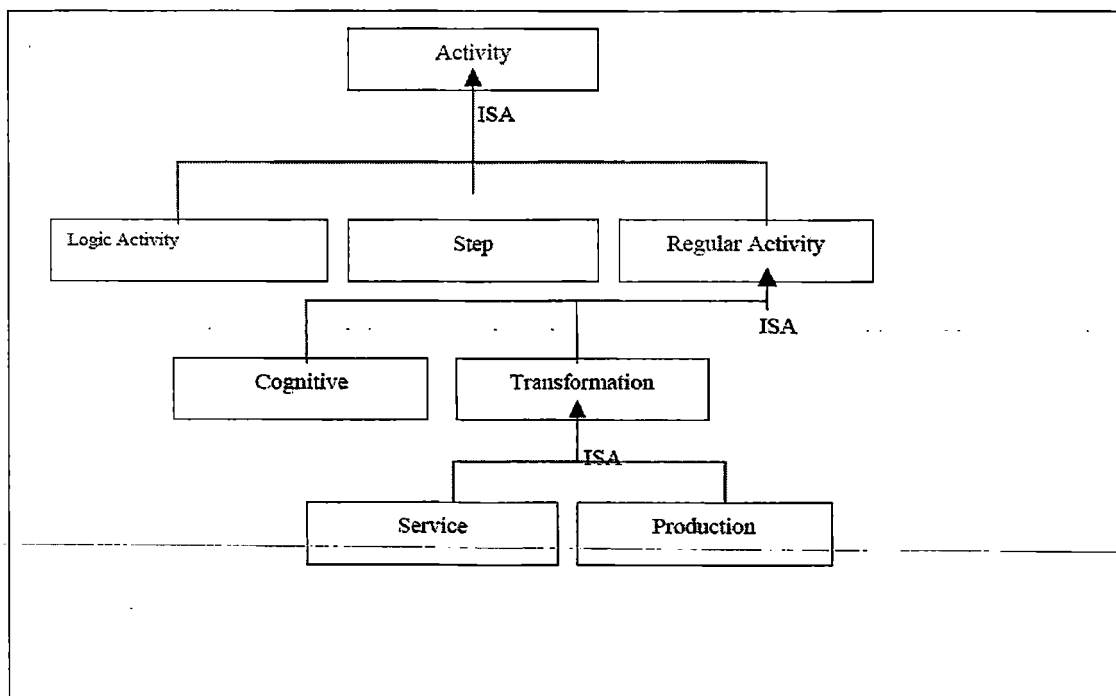 Activity
ISA
Logic Activity
Step
Regular Activity
ISA
Cognitive
Transformation
ISA
Service
Production